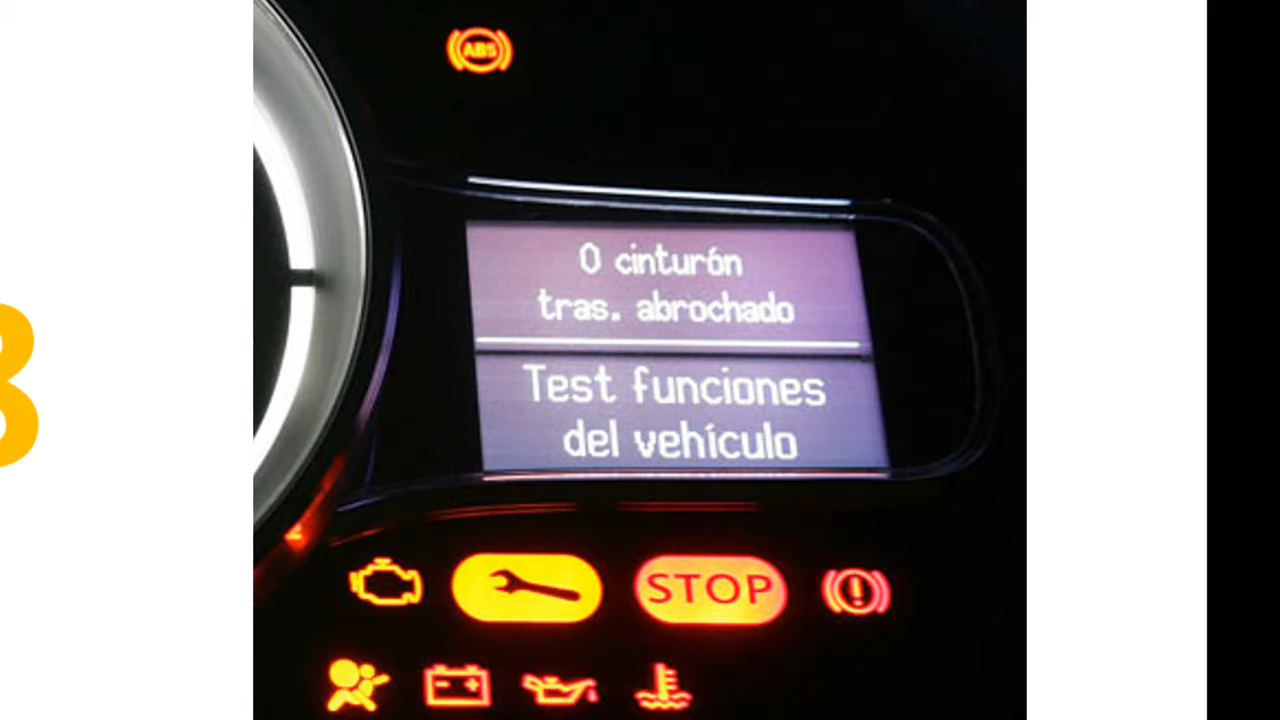 ABS
0 cinturón
tras. abrochado
Test funciones
del vehículo
STOP